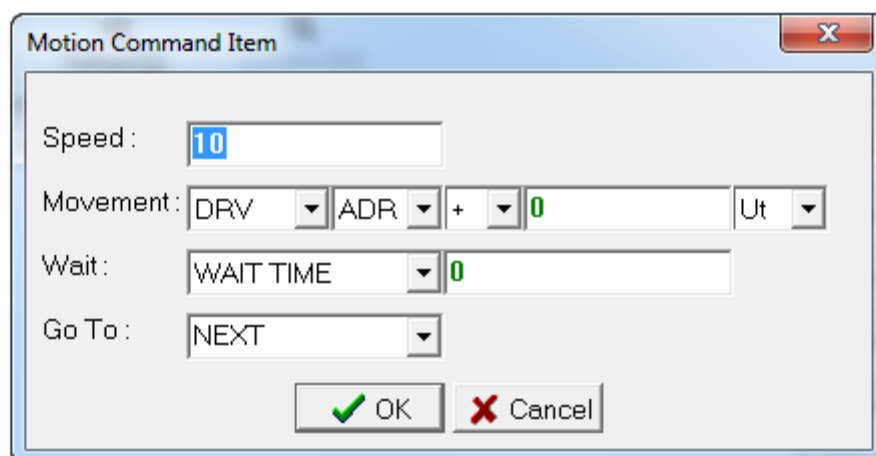 Motion Command Item
Speed : 10
Movement : DRV ADR + 0 Ut
Wait : WAIT TIME 0
Go To : NEXT
OK Cancel